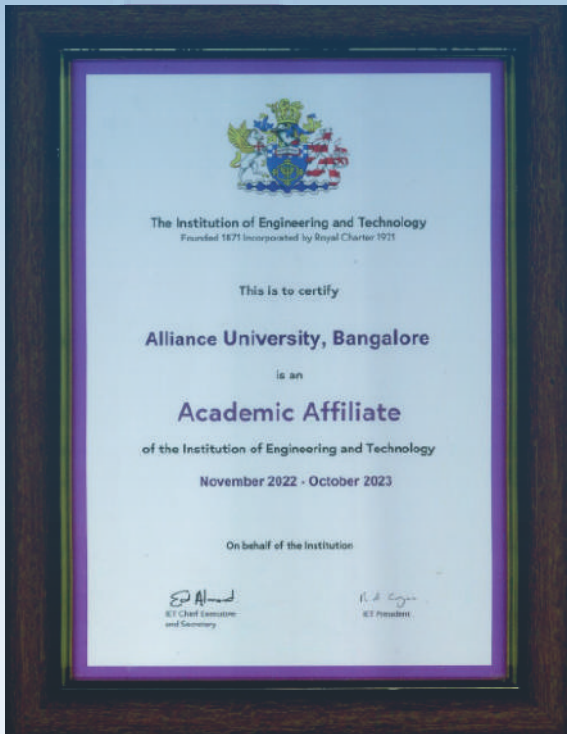 The Institution of Engineering and Technology
Founded 1871 Incorporated by Royal Charter 1921
This is to certify
Alliance University, Bangalore
is an
Academic Affiliate
of the Institution of Engineering and Technology
November 2022 - October 2023
On behalf of the Institution
IET Chief Executive
and Secretary
IET President